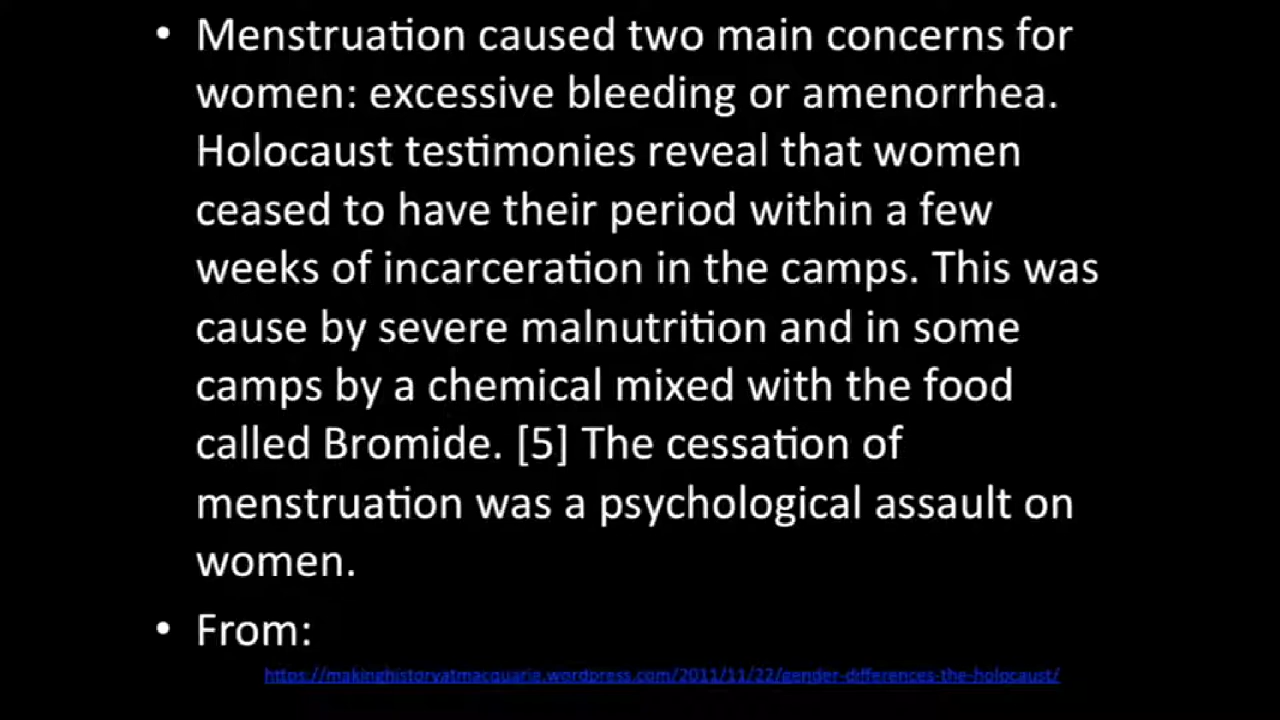 • Menstruation caused two main concerns for
women: excessive bleeding or amenorrhea.
Holocaust testimonies reveal that women
ceased to have their period within a few
weeks of incarceration in the camps. This was
cause by severe malnutrition and in some
camps by a chemical mixed with the food
called Bromide. [5] The cessation of
menstruation was a psychological assault on
women.
• From:
https://makinghistoryatmacquarie.wordpress.com/2011/11/22/gender-differences-the-holocaust/